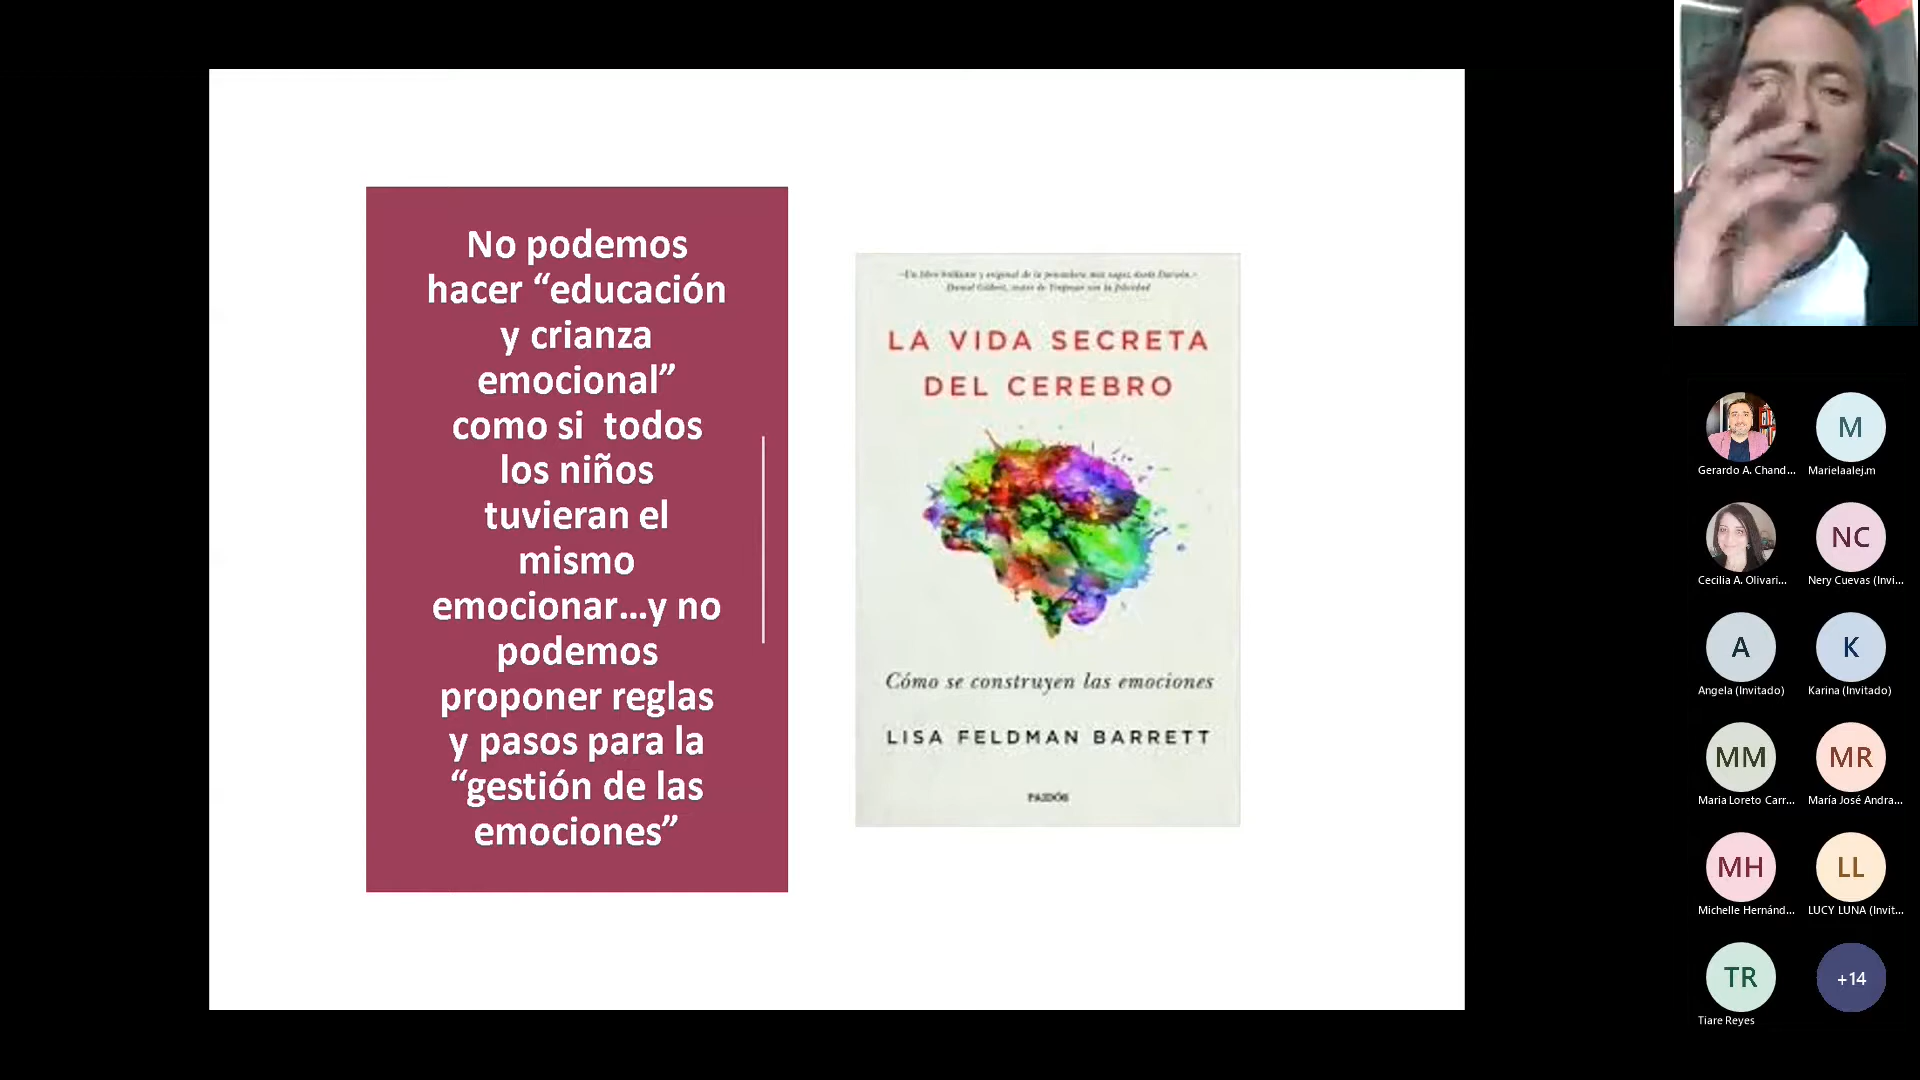 No podemos
hacer “educación
y crianza
emocional”
como si  todos
los niños
tuvieran el
mismo
emocionar...y no
podemos
proponer reglas
y pasos para la
“gestión de las
emociones”
LA VIDA SECRETA
DEL CEREBRO
Cómo se construyen las emociones
LISA FELDMAN BARRETT
PAIDÓS
Gerardo A. Chand...
M
Marielaalej.m
Cecilia A. Olivari...
NC
Nery Cuevas (Invi...
A
Angela (Invitado)
K
Karina (Invitado)
MM
Maria Loreto Carr...
MR
María José Andra...
MH
Michelle Hernánd...
LL
LUCY LUNA (Invit...
TR
Tiare Reyes
+14